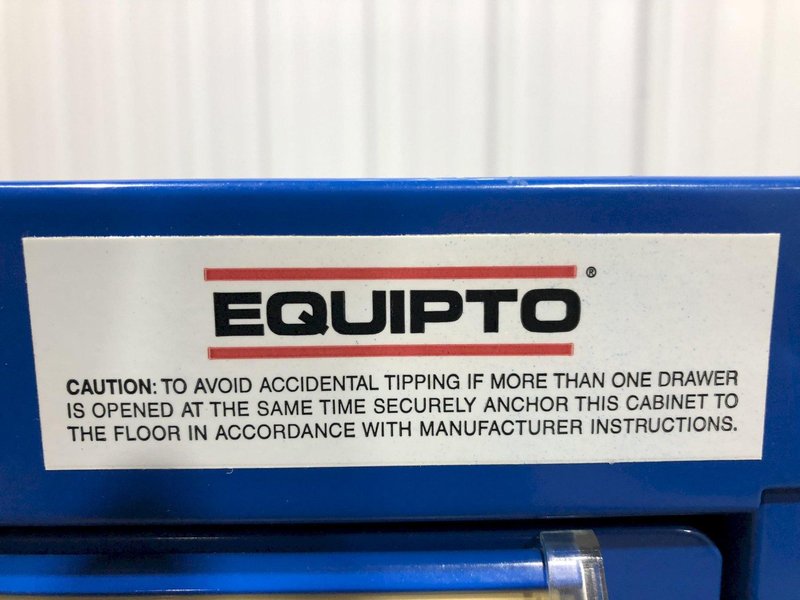 EQUIPTO®
CAUTION: TO AVOID ACCIDENTAL TIPPING IF MORE THAN ONE DRAWER
IS OPENED AT THE SAME TIME SECURELY ANCHOR THIS CABINET TO
THE FLOOR IN ACCORDANCE WITH MANUFACTURER INSTRUCTIONS.